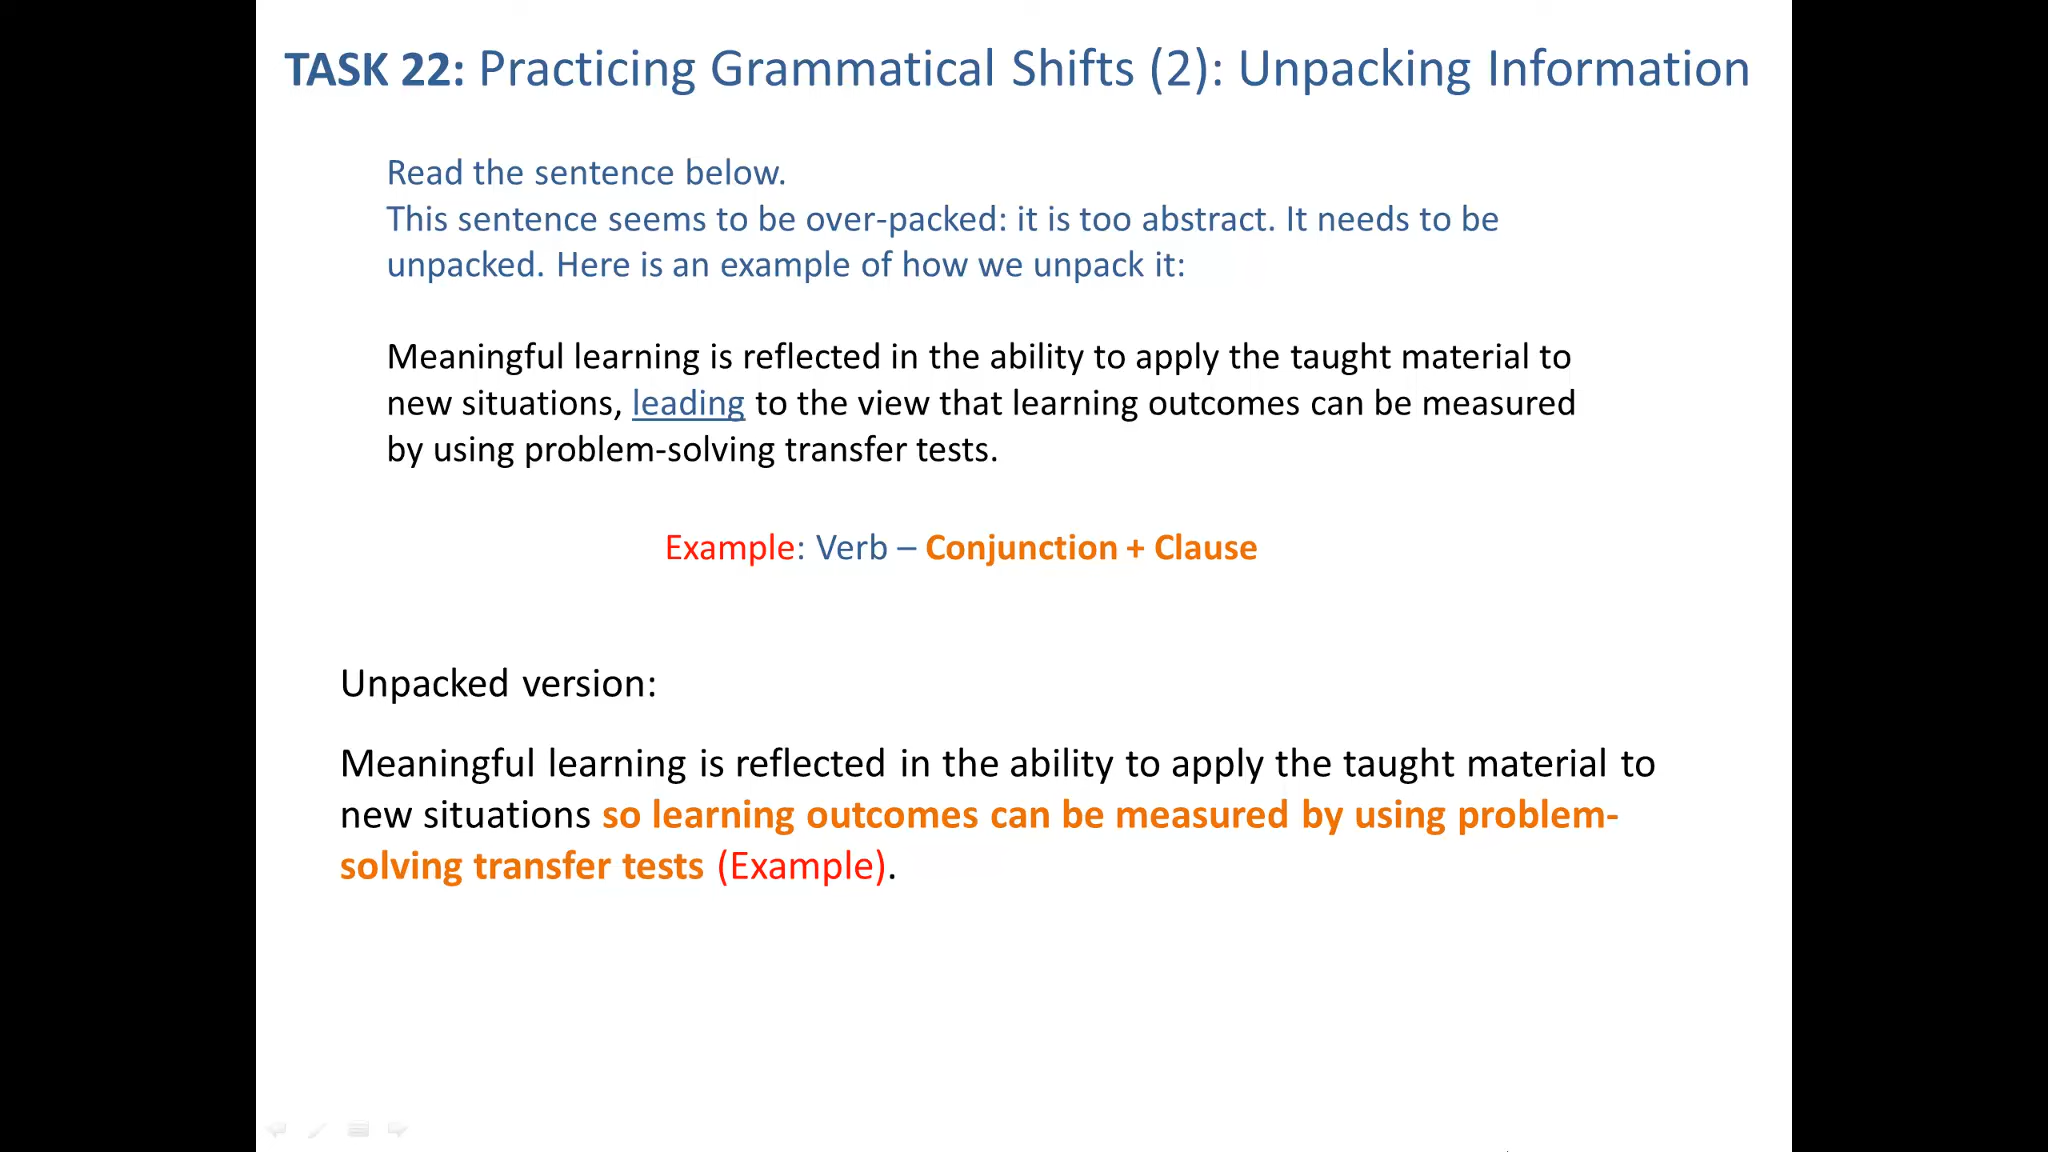 TASK 22: Practicing Grammatical Shifts (2): Unpacking Information
Read the sentence below.
This sentence seems to be over-packed: it is too abstract. It needs to be
unpacked. Here is an example of how we unpack it:
Meaningful learning is reflected in the ability to apply the taught material to
new situations, leading to the view that learning outcomes can be measured
by using problem-solving transfer tests.
Example: Verb – Conjunction + Clause
Unpacked version:
Meaningful learning is reflected in the ability to apply the taught material to
new situations so learning outcomes can be measured by using problem-
solving transfer tests (Example).